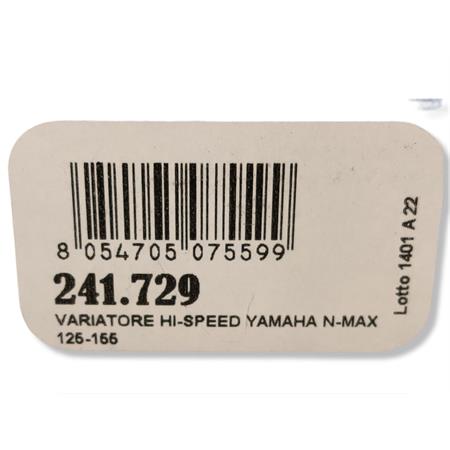 8 054705 075599
241.729
VARIATORE HI-SPEED YAMAHA N-MAX
125-155
Lotto 1401 A 22